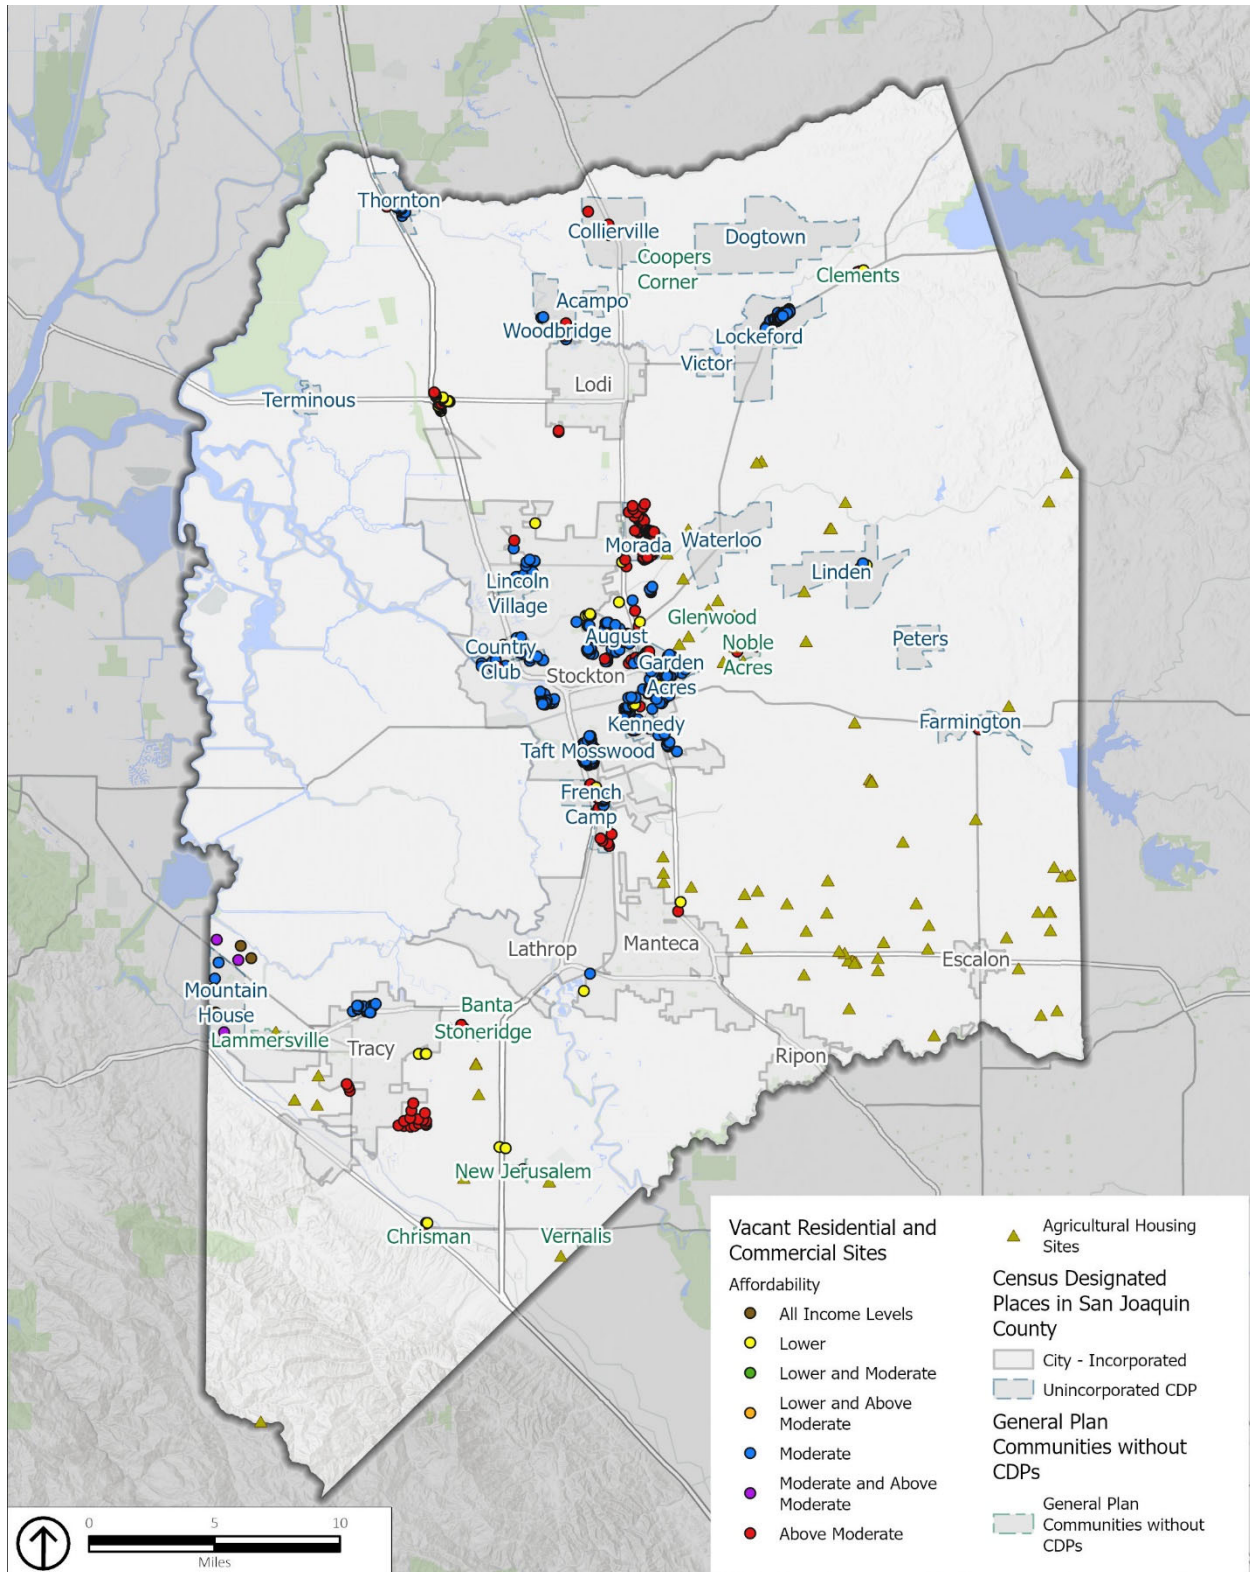 Thornton
Collierville
Dogtown
Coopers
Corner
Clements
Acampo
Woodbridge
Lockeford
Victor
Lodi
Terminous
Morada
Waterloo
Linden
Lincoln
Village
Glenwood
August
Peters
Country
Club
Noble
Acres
Garden
Acres
Stockton
Kennedy
Farmington
Taft Mosswood
French
Camp
Lathrop
Manteca
Escalon
Mountain
House
Banta
Stoneridge
Lammersville
Tracy
Ripon
New Jerusalem
Chrisman
Vernalis
Vacant Residential and
Commercial Sites
Affordability
All Income Levels
Lower
Lower and Moderate
Lower and Above
Moderate
Moderate
Moderate and Above
Moderate
Above Moderate
Agricultural Housing
Sites
Census Designated
Places in San Joaquin
County
City - Incorporated
Unincorporated CDP
General Plan
Communities without
CDPs
General Plan
Communities without
CDPs
0 5 10
Miles